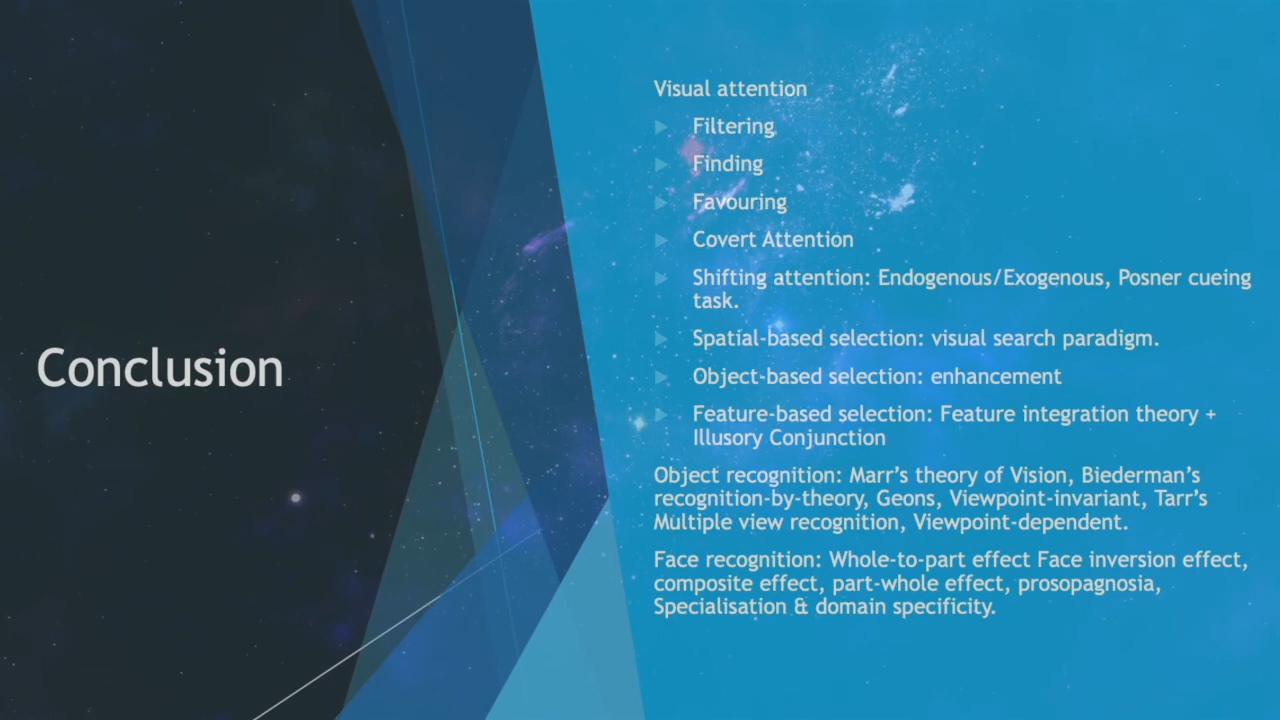 Conclusion
Visual attention
Filtering
Finding
Favouring
Covert Attention
Shifting attention: Endogenous/Exogenous, Posner cueing
task.
Spatial-based selection: visual search paradigm.
Object-based selection: enhancement
Feature-based selection: Feature integration theory +
Illusory Conjunction
Object recognition: Marr’s theory of Vision, Biederman’s
recognition-by-theory, Geons, Viewpoint-invariant, Tarr’s
Multiple view recognition, Viewpoint-dependent.
Face recognition: Whole-to-part effect Face inversion effect,
composite effect, part-whole effect, prosopagnosia,
Specialisation & domain specificity.